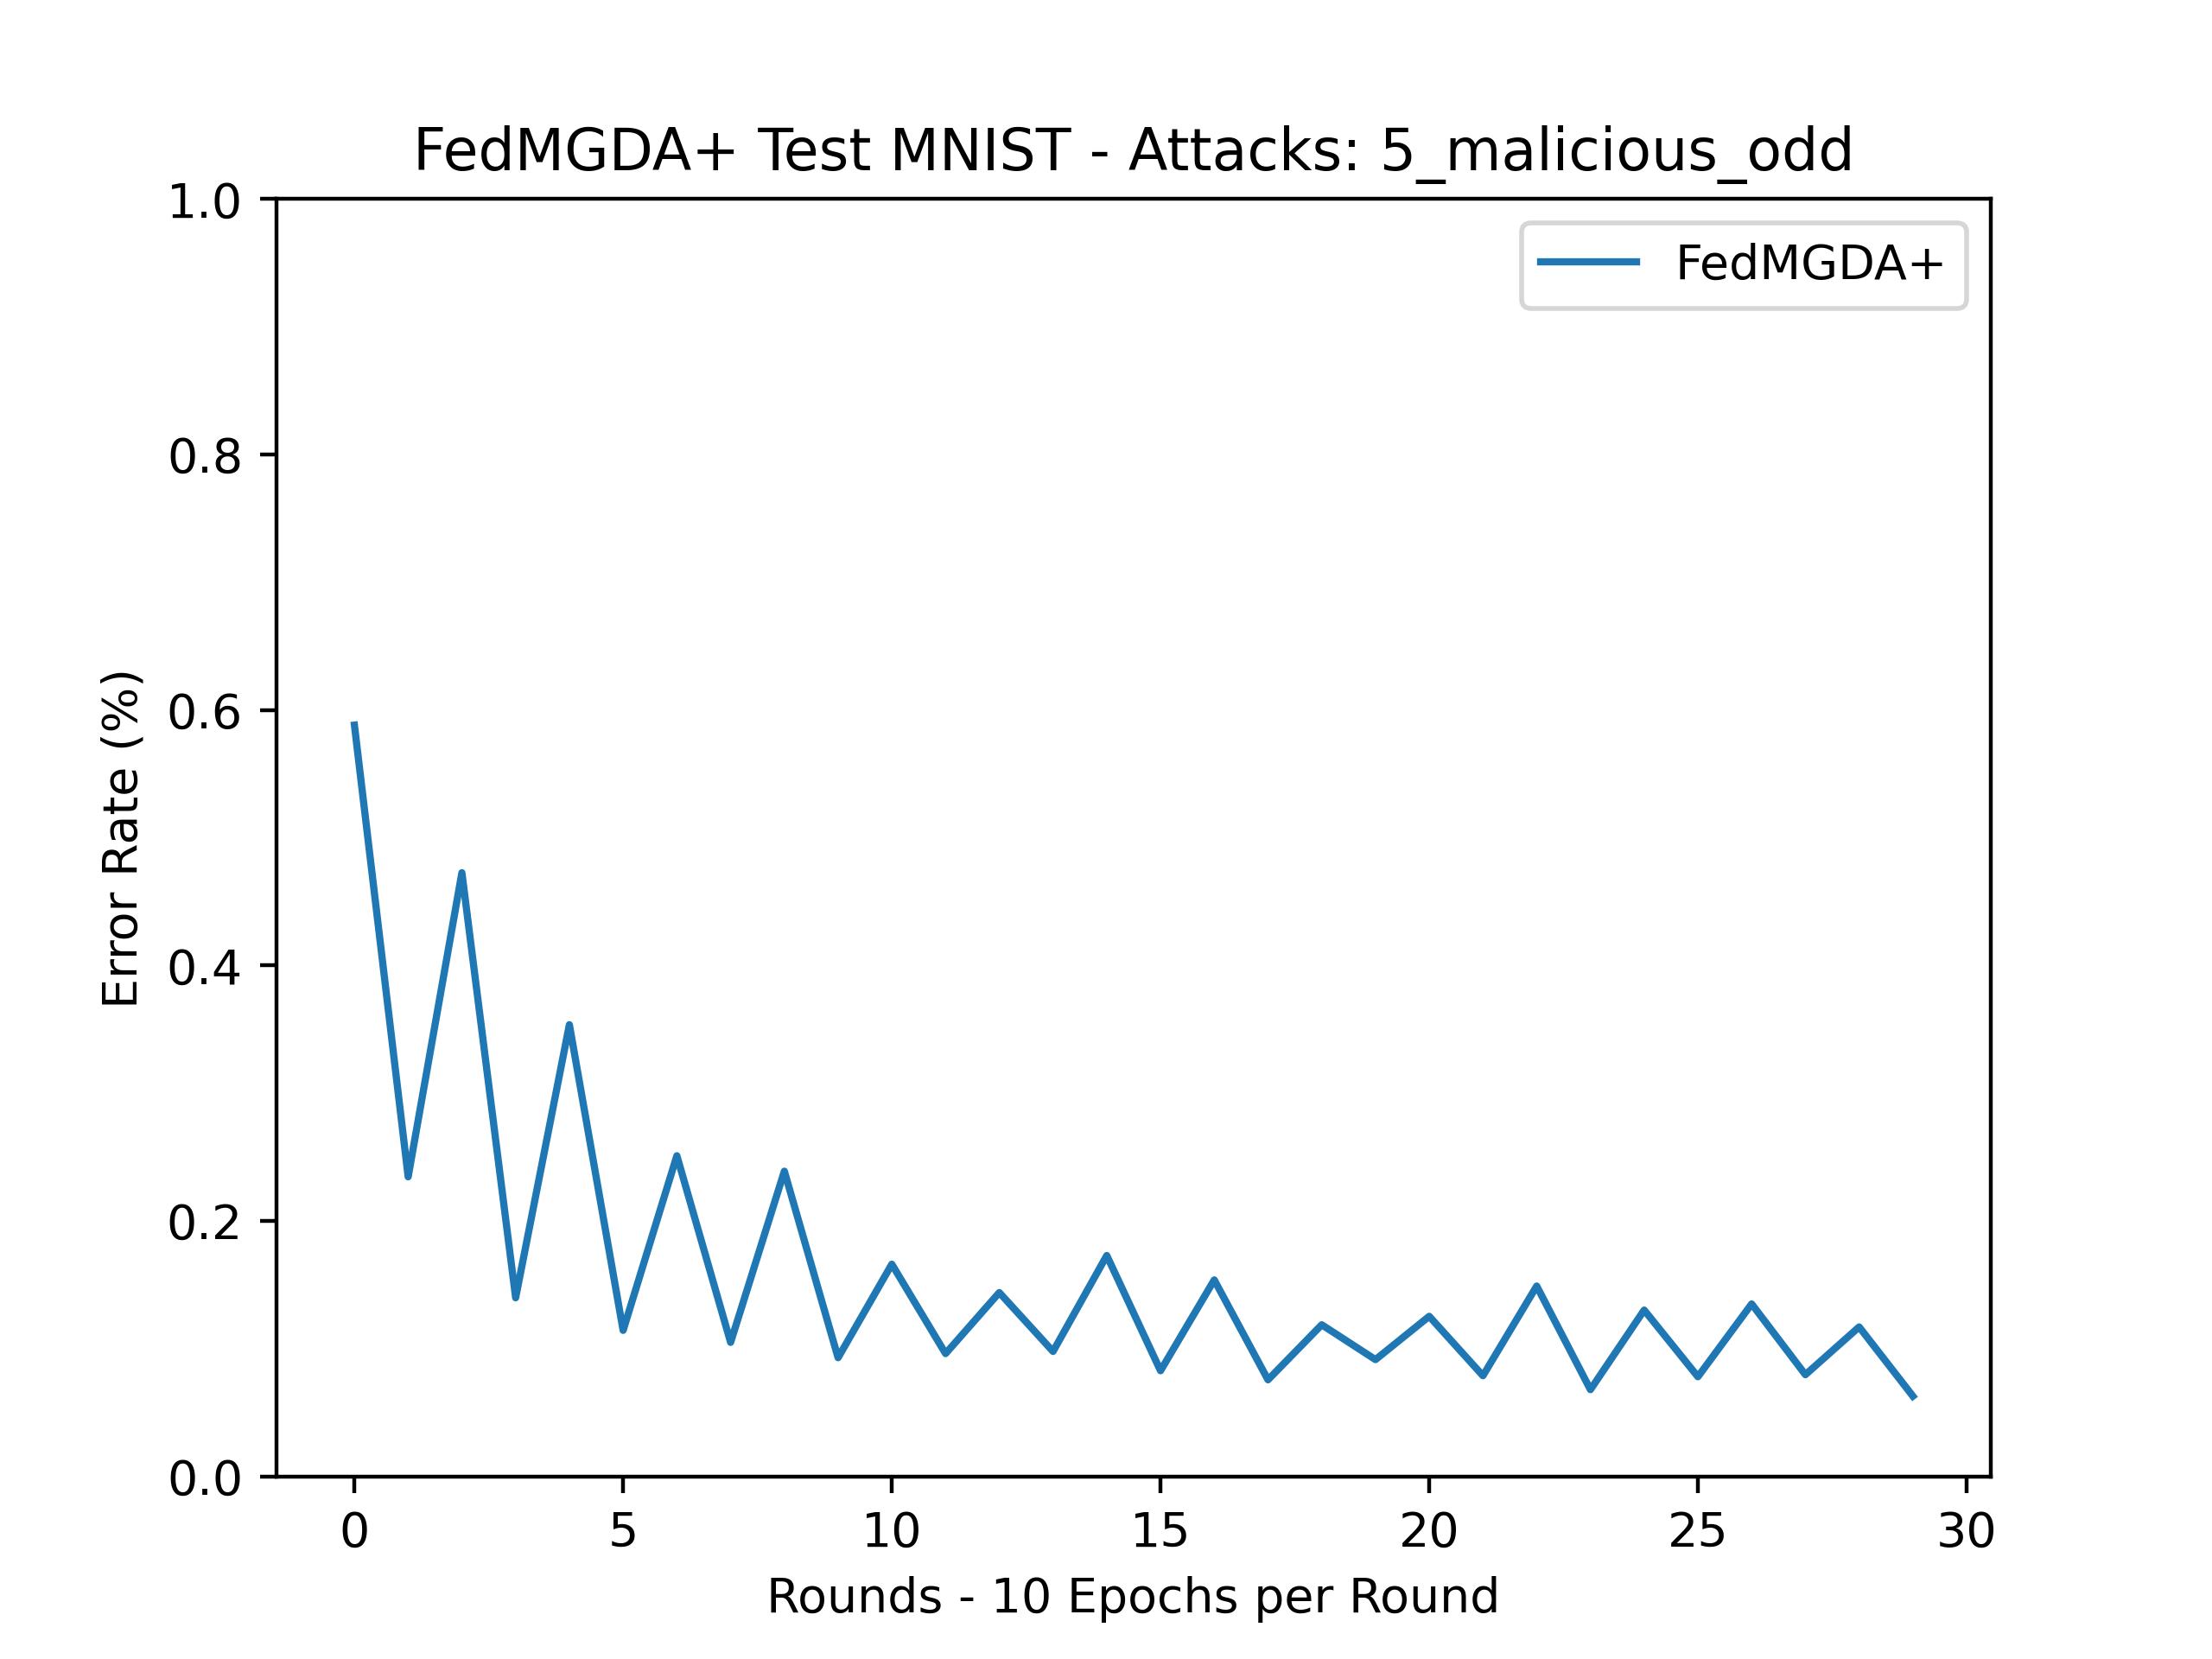 FedMGDA+ Test MNIST - Attacks: 5_malicious_odd
FedMGDA+
Error Rate (%)
1.0
0.8
0.6
0.4
0.2
0.0
0 5 10 15 20 25 30
Rounds - 10 Epochs per Round